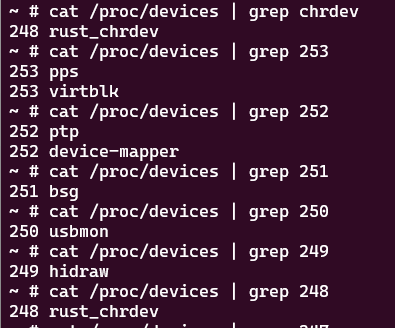 ~ # cat /proc/devices | grep chrdev
248 rust_chrdev
~ # cat /proc/devices | grep 253
253 pps
253 virtblk
~ # cat /proc/devices | grep 252
252 ptp
252 device-mapper
~ # cat /proc/devices | grep 251
251 bsg
~ # cat /proc/devices | grep 250
250 usbmon
~ # cat /proc/devices | grep 249
249 hidraw
~ # cat /proc/devices | grep 248
248 rust_chrdev